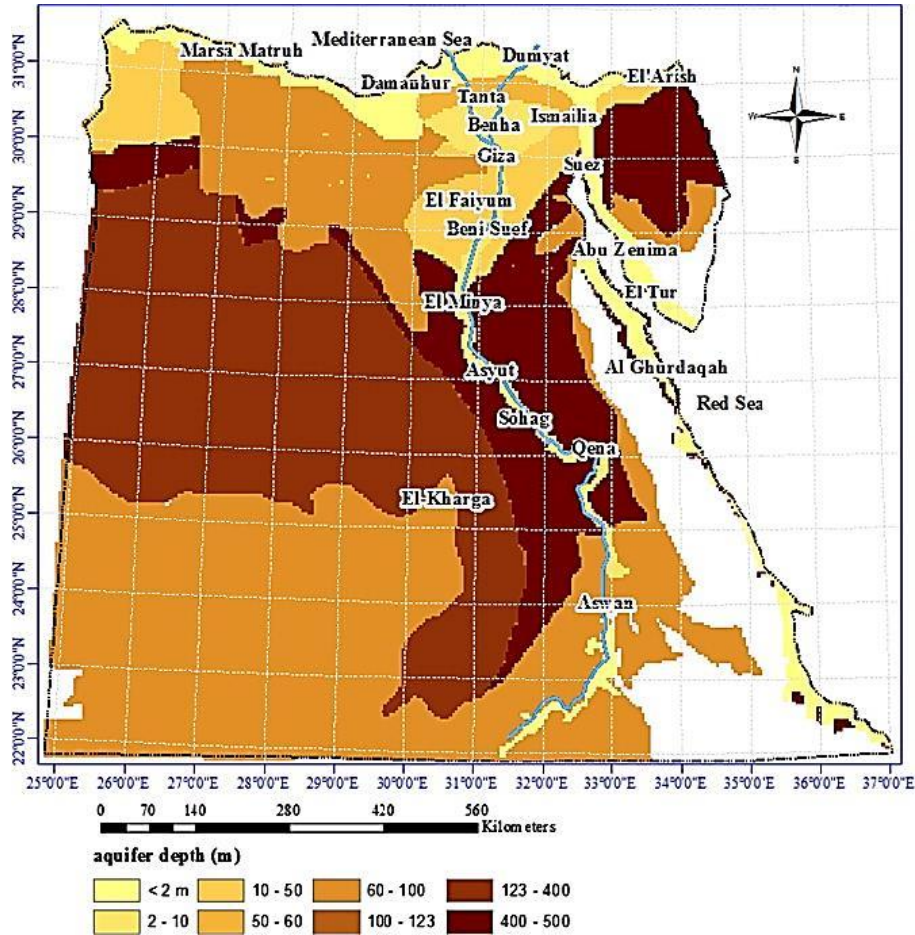 Mediterranean Sea
Marsa Matruh
Dumyat
Damanhur
El'Arish
Tanta
Ismailia
Benha
Giza
Suez
El Faiyum
Beni Suef
Abu Zenima
El Minya
El Tur
Asyut
Al Ghurdaqah
Red Sea
Sohag
Qena
El-Kharga
Aswan
N
W
E
S
31°0'0"N
30°0'0"N
29°0'0"N
28°0'0"N
27°0'0"N
26°0'0"N
25°0'0"N
24°0'0"N
23°0'0"N
22°0'0"N
25°0'0"E 26°0'0"E 27°0'0"E 28°0'0"E 29°0'0"E 30°0'0"E 31°0'0"E 32°0'0"E 33°0'0"E 34°0'0"E 35°0'0"E 36°0'0"E 37°0'0"E
0 70 140 280 420 560
Kilometers
aquifer depth (m)
< 2 m 10 - 50 60 - 100 123 - 400
2 - 10 50 - 60 100 - 123 400 - 500